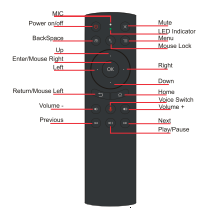 MIC
Power on/off
Mute
LED Indicator
BackSpace
Menu
Mouse Lock
Up
Enter/Mouse Right
Left
OK
Right
Down
Return/Mouse Left
Home
Voice Switch
Volume -
Volume +
Previous
Next
Play/Pause